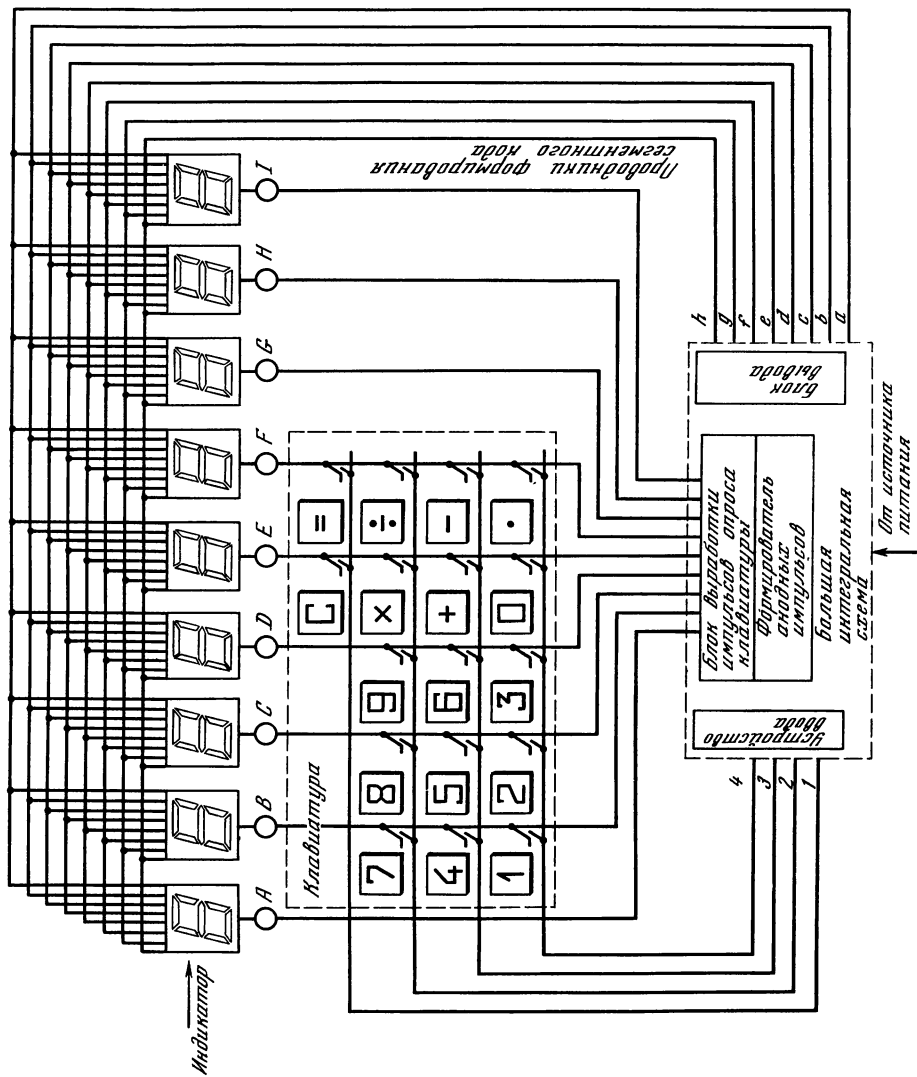 Индикатор
A
B
C
D
E
F
G
H
I
Клавиатура
7
8
9
×
÷
C
=
4
5
6
+
-
1
2
3
0
.
Проводники формирования
сегментного кода
4
3
2
1
Устройство
ввода
Блок выработки
импульсов опроса
клавиатуры
Формирователь
анодных
импульсов
Большая
интегральная
схема
Блок
вывода
h
g
f
e
d
c
b
a
От источника
питания